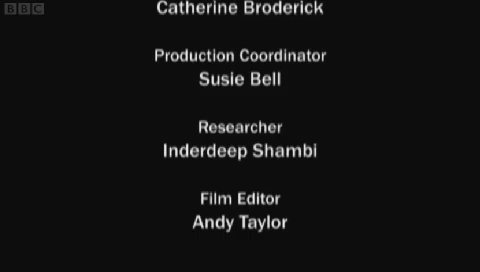 BBC
Catherine Broderick
Production Coordinator
Susie Bell
Researcher
Inderdeep Shambi
Film Editor
Andy Taylor